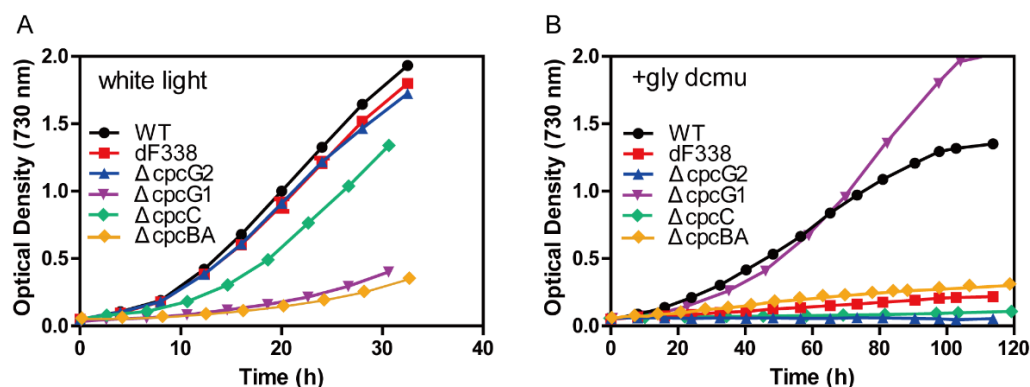 A
white light
Optical Density (730 nm)
2.0
1.5
1.0
0.5
0.0
WT
dF338
ΔcpcG2
ΔcpcG1
ΔcpcC
ΔcpcBA
0 10 20 30 40
Time (h)
B
+gly dcmu
Optical Density (730 nm)
2.0
1.5
1.0
0.5
0.0
WT
dF338
ΔcpcG2
ΔcpcG1
ΔcpcC
ΔcpcBA
0 20 40 60 80 100 120
Time (h)